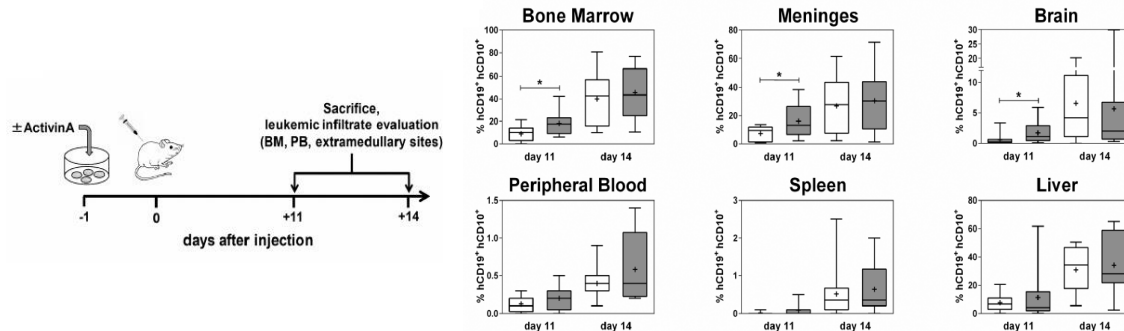 ±ActivinA
Sacrifice,
leukemic infiltrate evaluation
(BM, PB, extramedullary sites)
-1
0
+11
+14
days after injection
Bone Marrow
% hCD19+ hCD10+
100
80
60
40
20
0
*
day 11
day 14
Meninges
% hCD19+ hCD10+
80
60
40
20
0
*
day 11
day 14
Brain
% hCD19+ hCD10+
30
25
20
15
10
5
0
*
day 11
day 14
Peripheral Blood
% hCD19+ hCD10+
1.5
1.0
0.5
0.0
day 11
day 14
Spleen
% hCD19+ hCD10+
3
2
1
0
day 11
day 14
Liver
% hCD19+ hCD10+
80
60
40
20
0
day 11
day 14